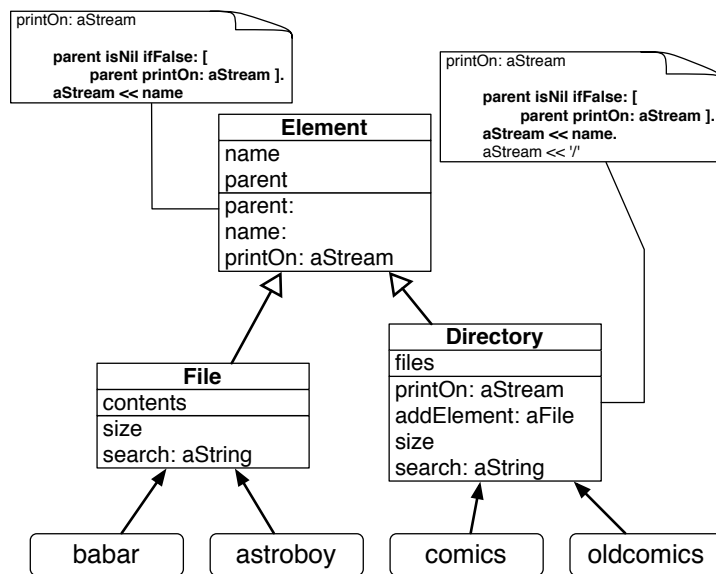 printOn: aStream
parent isNil ifFalse: [
parent printOn: aStream ].
aStream << name
printOn: aStream
parent isNil ifFalse: [
parent printOn: aStream ].
aStream << name.
aStream << '/'
Element
name
parent
parent:
name:
printOn: aStream
File
contents
size
search: aString
Directory
files
printOn: aStream
addElement: aFile
size
search: aString
babar
astroboy
comics
oldcomics